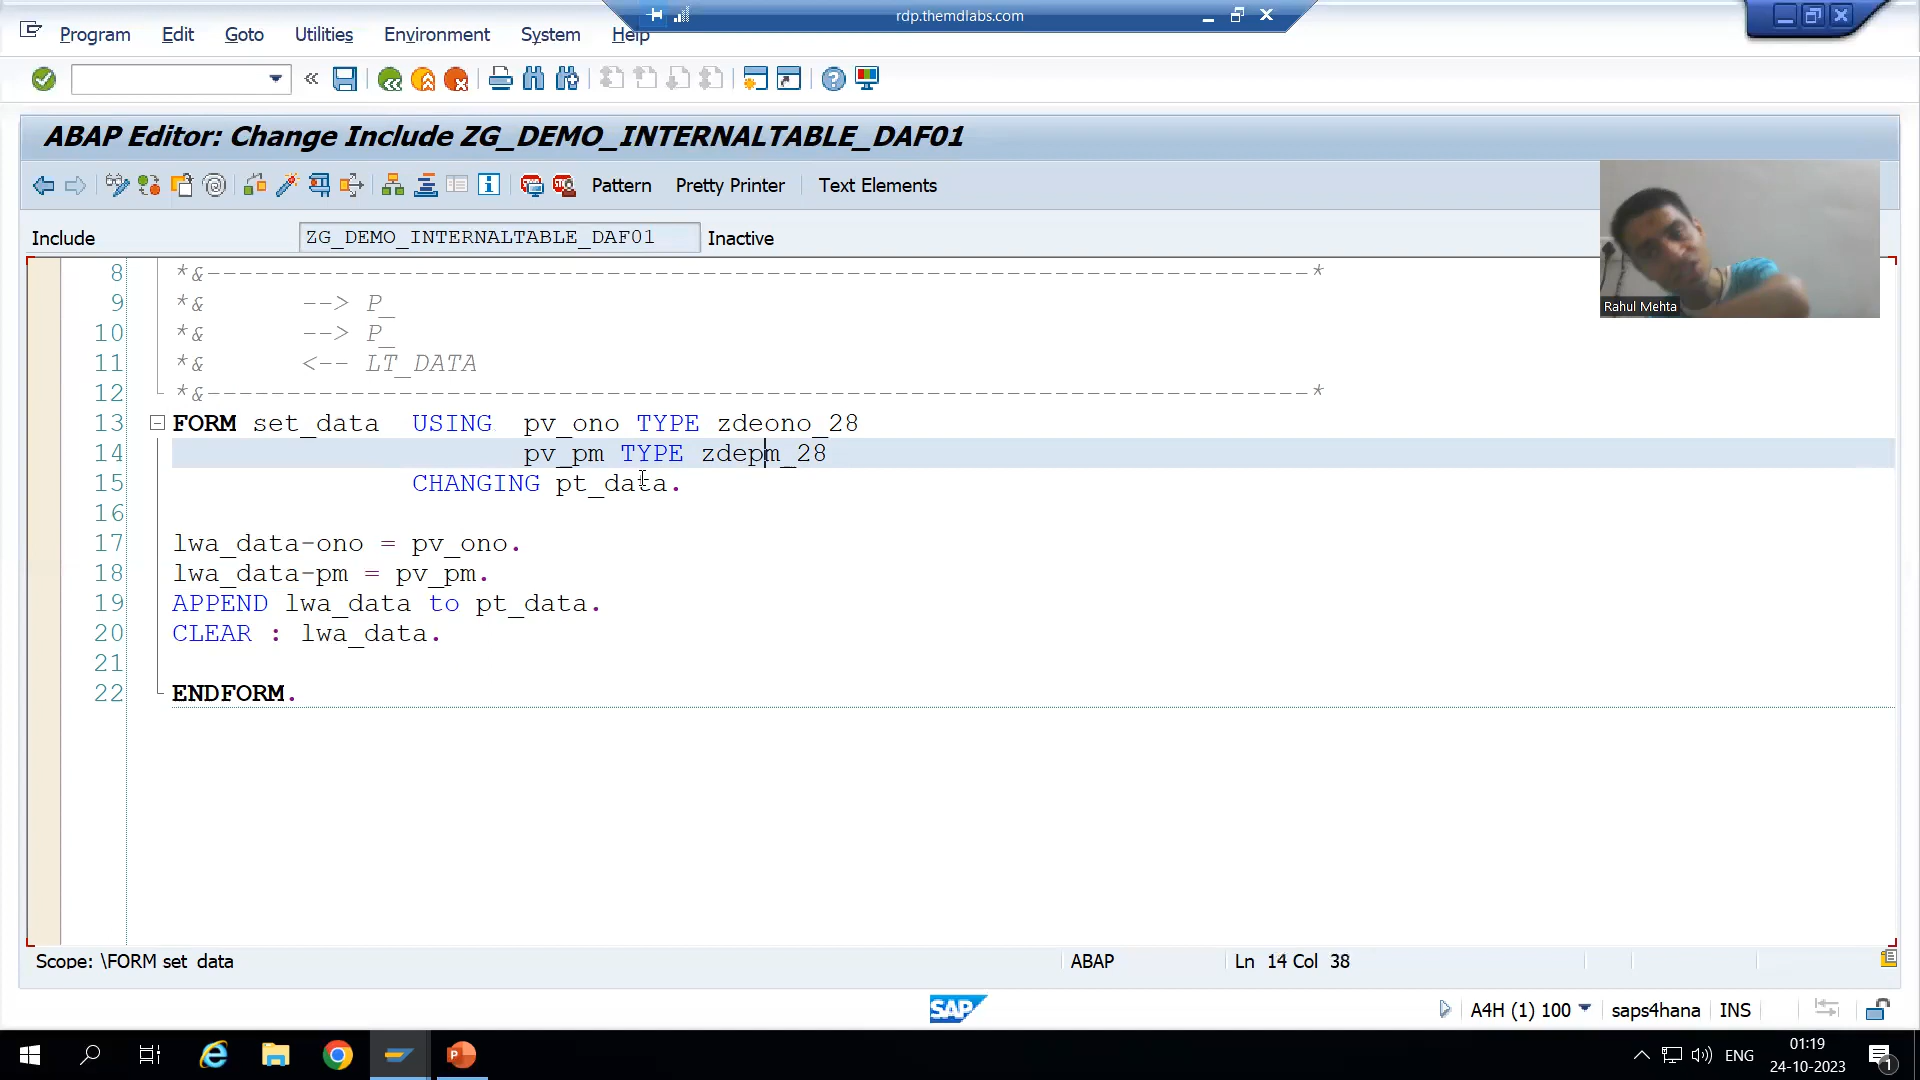 rdp.themdlabs.com
Program Edit Goto Utilities Environment System Help
ABAP Editor: Change Include ZG_DEMO_INTERNALTABLE_DAF01
Pattern Pretty Printer Text Elements
Include ZG_DEMO_INTERNALTABLE_DAF01 Inactive
Rahul Mehta
8 *&---------------------------------------------------------------------*
9 *& --> P_
10 *& --> P_
11 *& <-- LT_DATA
12 *&---------------------------------------------------------------------*
13 FORM set_data USING pv_ono TYPE zdeono_28
14 pv_pm TYPE zdepm_28
15 CHANGING pt_data.
16
17 lwa_data-ono = pv_ono.
18 lwa_data-pm = pv_pm.
19 APPEND lwa_data to pt_data.
20 CLEAR : lwa_data.
21
22 ENDFORM.
Scope: \FORM set_data ABAP Ln 14 Col 38
SAP A4H (1) 100 saps4hana INS
ENG 01:19
24-10-2023 1